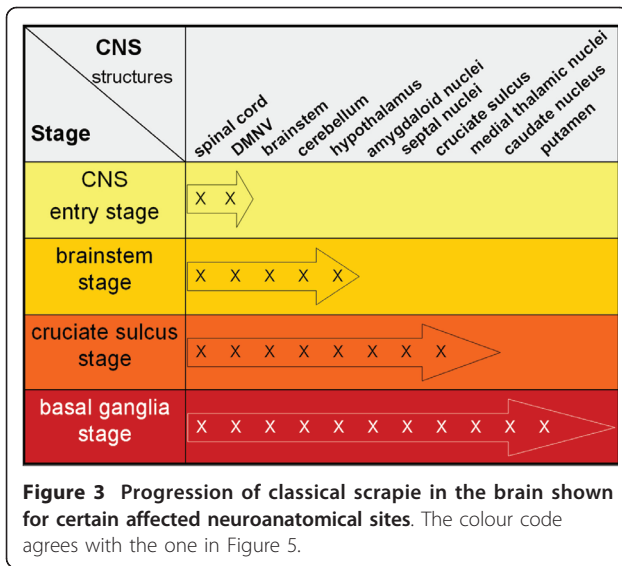 CNS
structures
Stage
spinal cord
DMNV
brainstem
cerebellum
hypothalamus
amygdaloid nuclei
septal nuclei
cruciate sulcus
medial thalamic nuclei
caudate nucleus
putamen
CNS
entry stage
X X
brainstem
stage
X X X X X
cruciate sulcus
stage
X X X X X X X X
basal ganglia
stage
X X X X X X X X X X X
Figure 3 Progression of classical scrapie in the brain shown
for certain affected neuroanatomical sites. The colour code
agrees with the one in Figure 5.